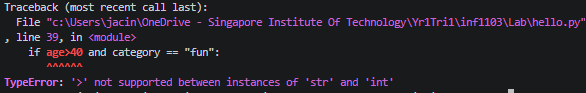 Traceback (most recent call last):
File "c:\Users\jacin\OneDrive - Singapore Institute Of Technology\Yr1Tri1\inf1103\Lab\hello.py"
, line 39, in <module>
if age>40 and category == "fun":
^^^^^^
TypeError: '>' not supported between instances of 'str' and 'int'